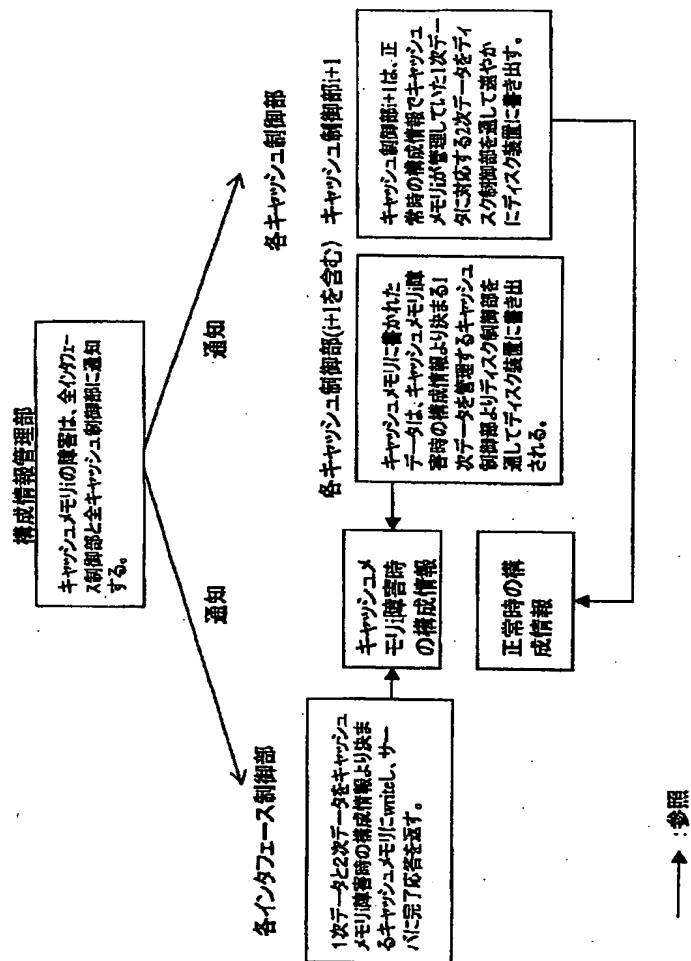 構成情報管理部
キャッシュメモリiの障害は、全インタフェー
ス制御部と全キャッシュ制御部に通知
する。
通知
通知
各インタフェース制御部
各キャッシュ制御部
1次データと2次データをキャッシュ
メモリi障害時の構成情報より決ま
るキャッシュメモリにwriteし、サー
バに完了応答を返す。
キャッシュメ
モリi障害時
の構成情報
正常時の構
成情報
各キャッシュ制御部(i+1を含む)
キャッシュメモリに書かれた
データは、キャッシュメモリi障
害時の構成情報より決まる1
次データを管理するキャッシュ
制御部よりディスク制御部を
通してディスク装置に書き出
される。
キャッシュ制御部i+1
キャッシュ制御部i+1は、正
常時の構成情報でキャッシュ
メモリiが管理していた1次デー
タに対応する2次データをディ
スク制御部を通して速やか
にディスク装置に書き出す。
:参照